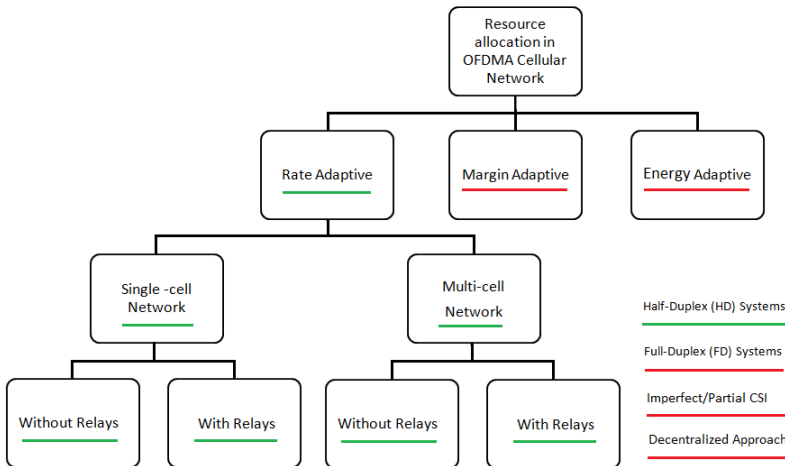 Resource
allocation in
OFDMA Cellular
Network
Rate Adaptive
Margin Adaptive
Energy Adaptive
Single -cell
Network
Multi-cell
Network
Half-Duplex (HD) Systems
Full-Duplex (FD) Systems
Imperfect/Partial CSI
Decentralized Approach
Without Relays
With Relays
Without Relays
With Relays